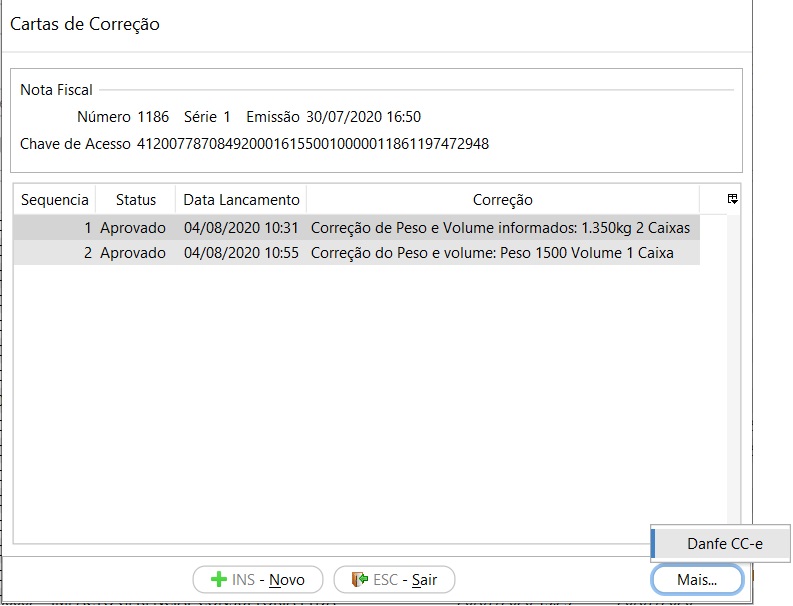 Cartas de Correção
Nota Fiscal
Número 1186 Série 1 Emissão 30/07/2020 16:50
Chave de Acesso 41200778708492000161550010000011861197472948
Sequencia Status Data Lancamento Correção
1 Aprovado 04/08/2020 10:31 Correção de Peso e Volume informados: 1.350kg 2 Caixas
2 Aprovado 04/08/2020 10:55 Correção do Peso e volume: Peso 1500 Volume 1 Caixa
Danfe CC-e
INS - Novo ESC - Sair Mais...